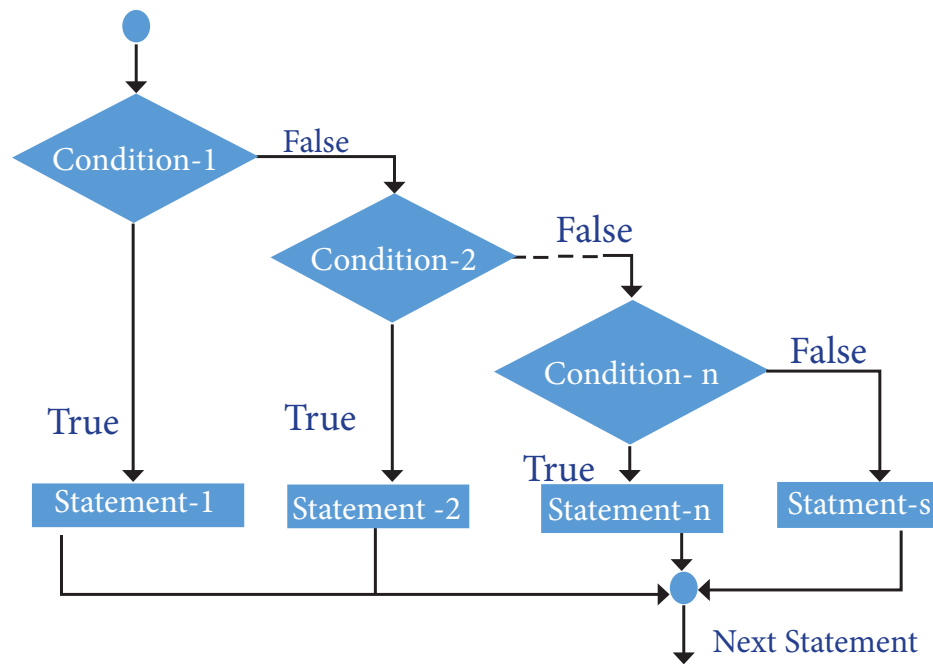 Condition-1
False
Condition-2
False
Condition- n
False
True
True
True
Statement-1
Statement -2
Statement-n
Statment-s
Next Statement